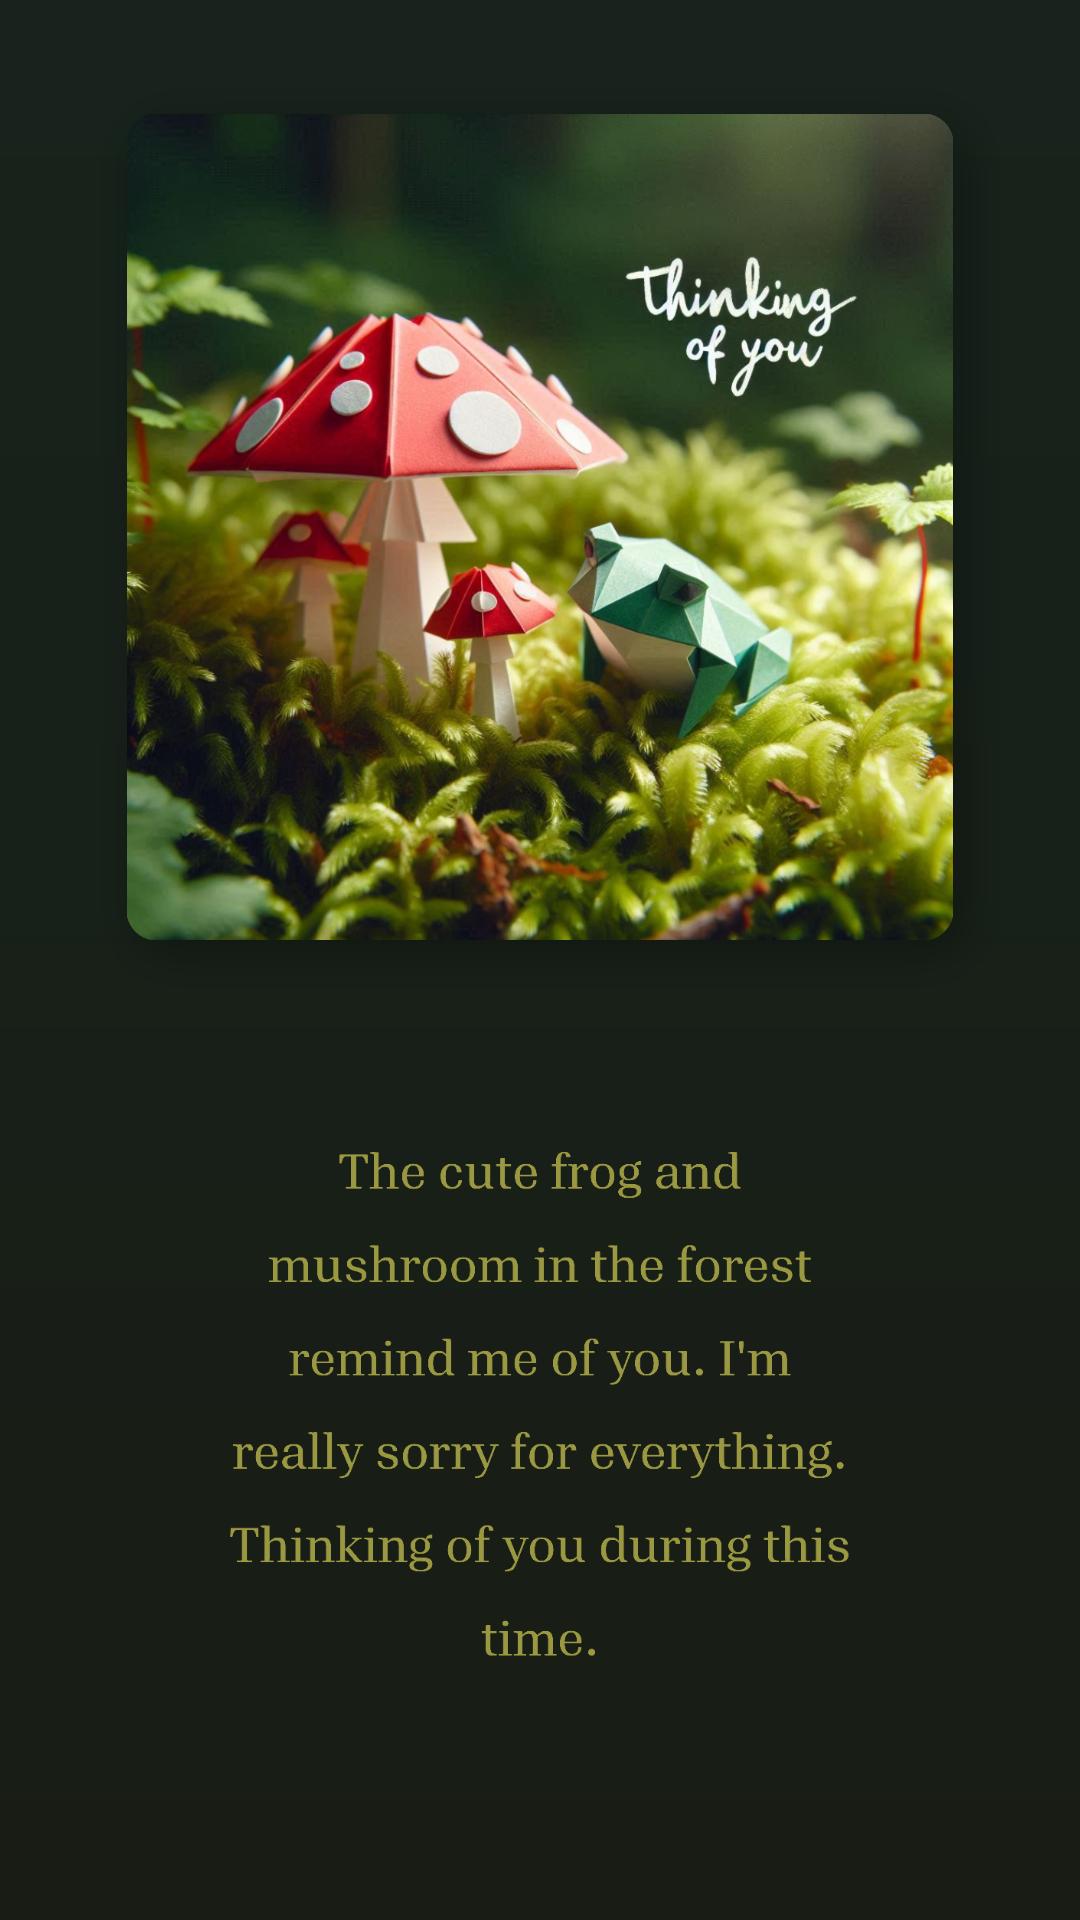 Thinking
of you
The cute frog and
mushroom in the forest
remind me of you. I'm
really sorry for everything.
Thinking of you during this
time.